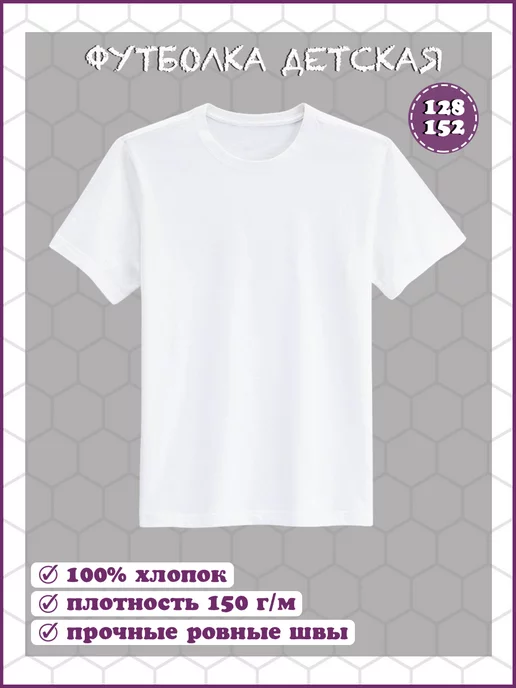 ФУТБОЛКА ДЕТСКАЯ
128
152
100% хлопок
плотность 150 г/м
прочные ровные швы